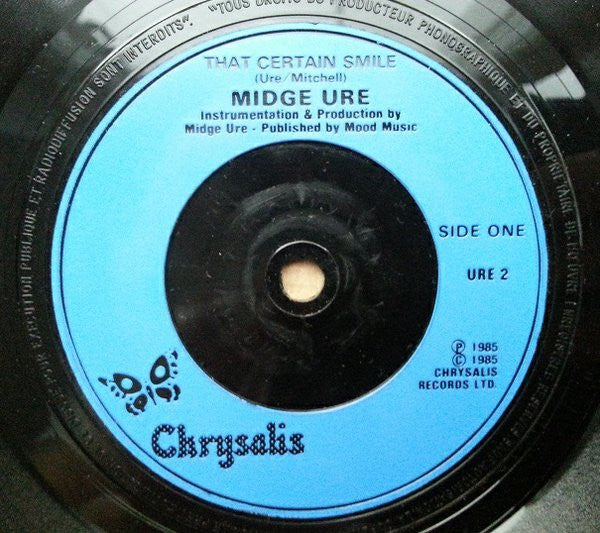 THAT CERTAIN SMILE
(Ure/Mitchell)
MIDGE URE
Instrumentation & Production by
Midge Ure - Published by Mood Music
SIDE ONE
URE 2
Ⓟ 1985
© 1985
CHRYSALIS
RECORDS LTD.
Chrysalis
"TOUS DROITS DU PRODUCTEUR PHONOGRAPHIQUE ET DU PROPRIETAIRE DE
EXECUTION PUBLIQUE ET RADIODIFFUSION SONT INTERDITS".